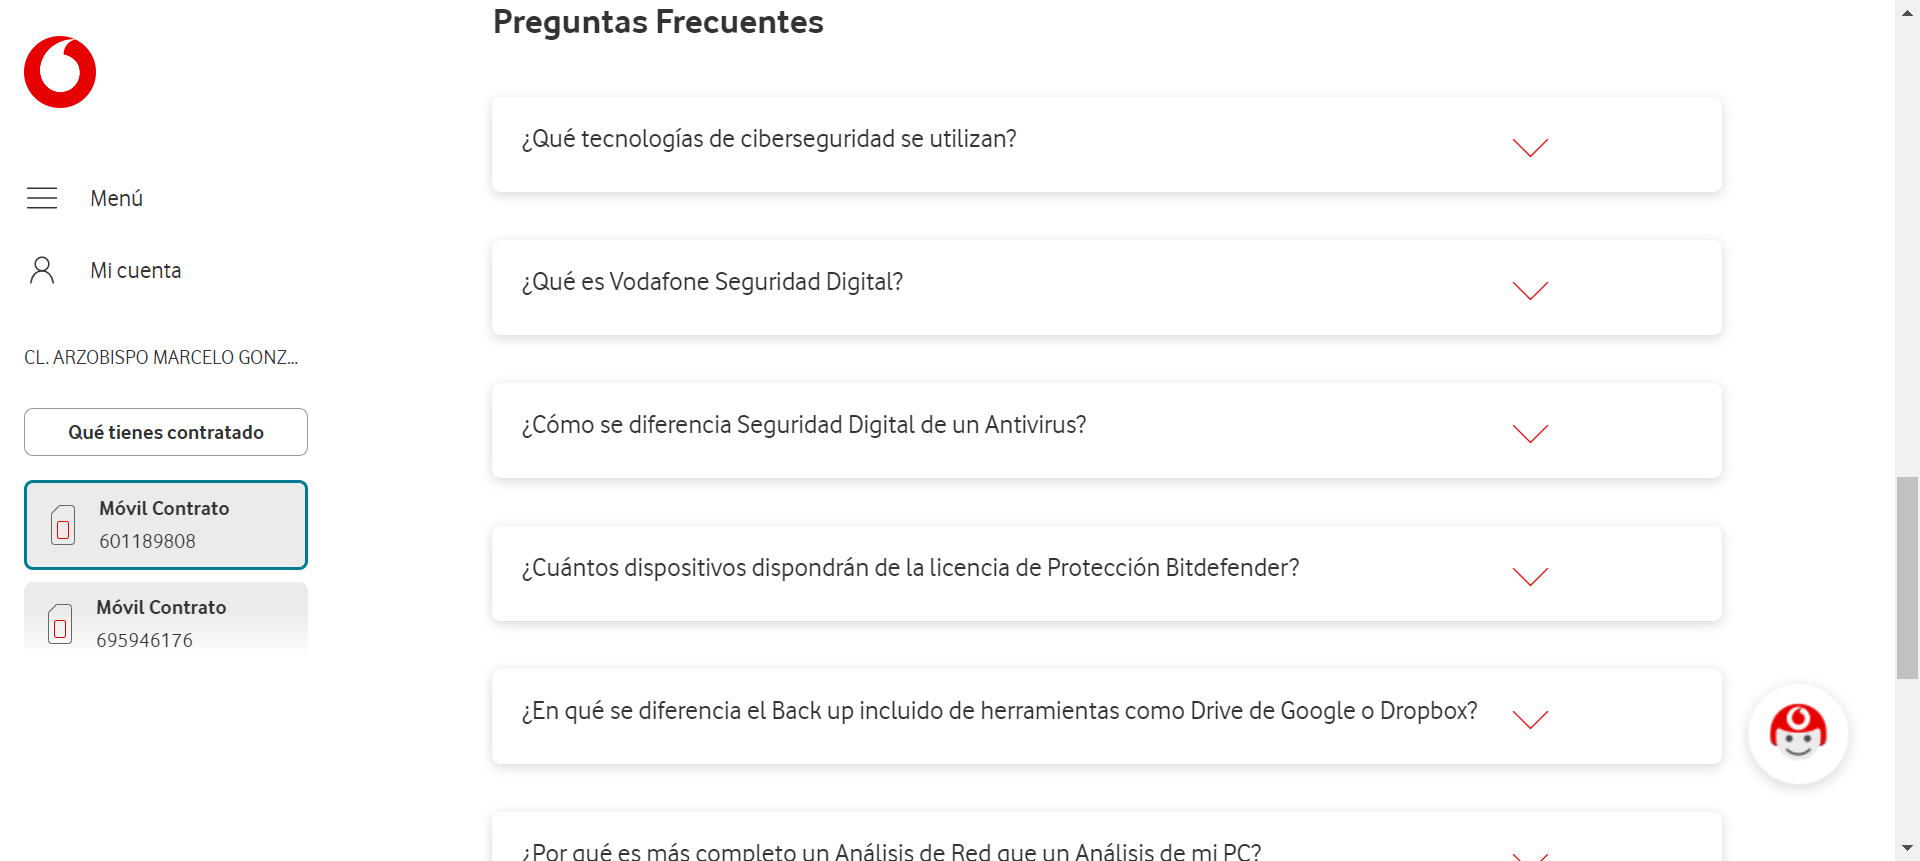 Preguntas Frecuentes
¿Qué tecnologías de ciberseguridad se utilizan?
¿Qué es Vodafone Seguridad Digital?
¿Cómo se diferencia Seguridad Digital de un Antivirus?
¿Cuántos dispositivos dispondrán de la licencia de Protección Bitdefender?
¿En qué se diferencia el Back up incluido de herramientas como Drive de Google o Dropbox?
¿Por qué es más completo un Análisis de Red que un Análisis de mi PC?
Menú
Mi cuenta
CL. ARZOBISPO MARCELO GONZ...
Qué tienes contratado
Móvil Contrato
601189808
Móvil Contrato
695946176